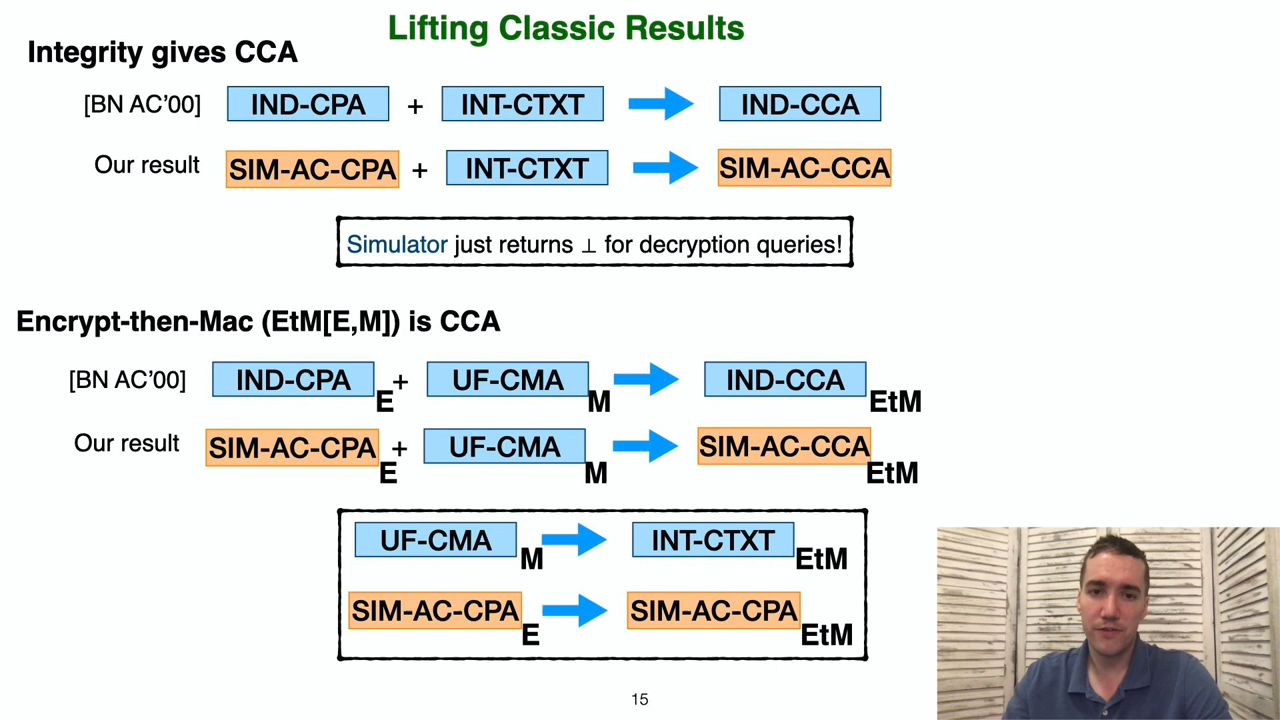 Lifting Classic Results
Integrity gives CCA
[BN AC'00] IND-CPA + INT-CTXT IND-CCA
Our result SIM-AC-CPA + INT-CTXT SIM-AC-CCA
Simulator just returns ⊥ for decryption queries!
Encrypt-then-Mac (EtM[E,M]) is CCA
[BN AC'00] IND-CPA E + UF-CMA M IND-CCA EtM
Our result SIM-AC-CPA E + UF-CMA M SIM-AC-CCA EtM
UF-CMA M INT-CTXT EtM
SIM-AC-CPA E SIM-AC-CPA EtM
15